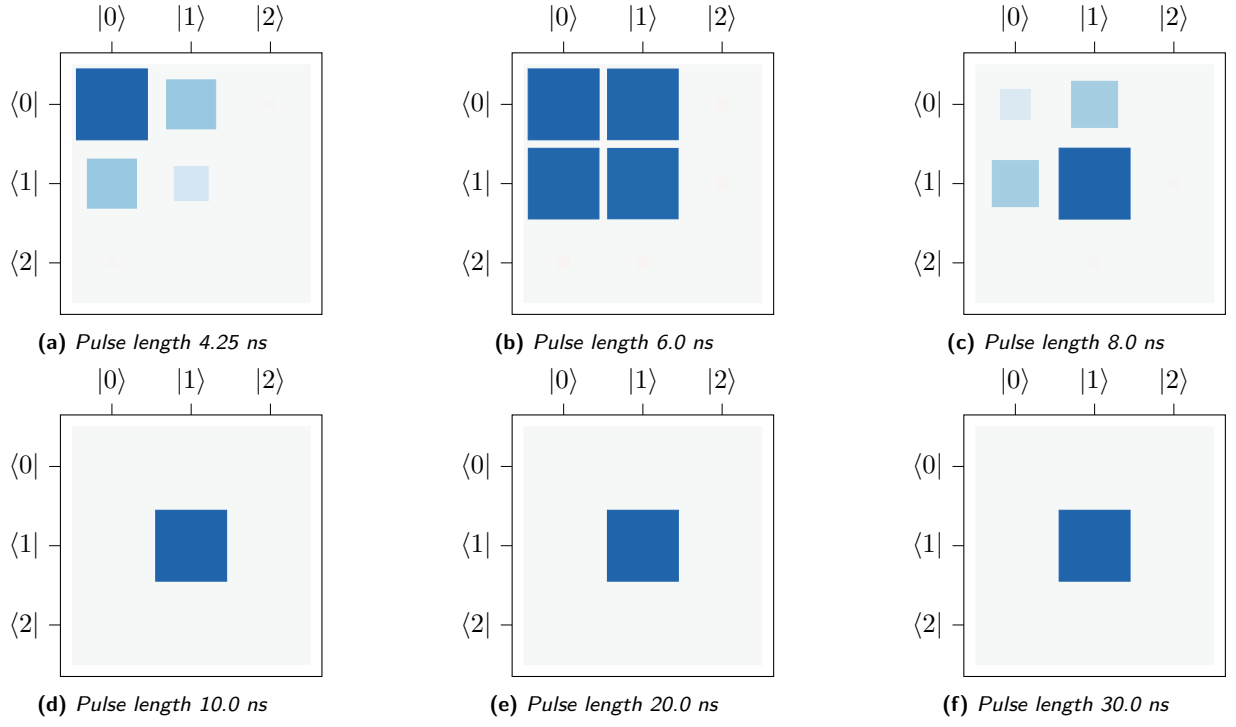 |0⟩ |1⟩ |2⟩ |0⟩ |1⟩ |2⟩ |0⟩ |1⟩ |2⟩
⟨0| ⟨0| ⟨0|
⟨1| ⟨1| ⟨1|
⟨2| ⟨2| ⟨2|
(a) Pulse length 4.25 ns (b) Pulse length 6.0 ns (c) Pulse length 8.0 ns
|0⟩ |1⟩ |2⟩ |0⟩ |1⟩ |2⟩ |0⟩ |1⟩ |2⟩
⟨0| ⟨0| ⟨0|
⟨1| ⟨1| ⟨1|
⟨2| ⟨2| ⟨2|
(d) Pulse length 10.0 ns (e) Pulse length 20.0 ns (f) Pulse length 30.0 ns